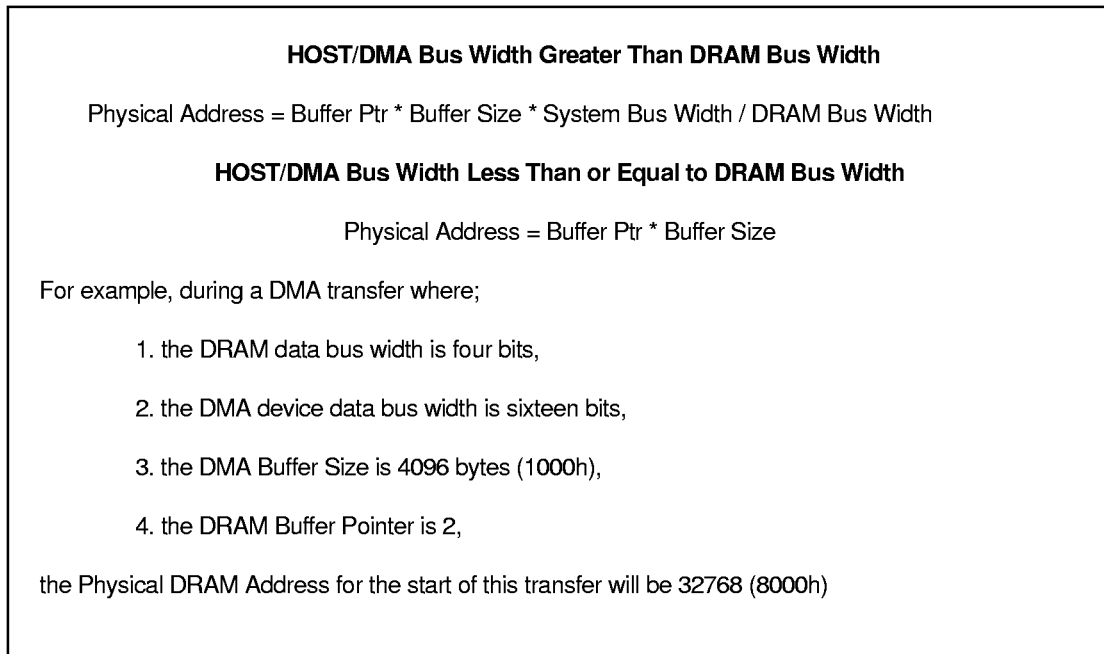 HOST/DMA Bus Width Greater Than DRAM Bus Width
Physical Address = Buffer Ptr * Buffer Size * System Bus Width / DRAM Bus Width
HOST/DMA Bus Width Less Than or Equal to DRAM Bus Width
Physical Address = Buffer Ptr * Buffer Size
For example, during a DMA transfer where;
1. the DRAM data bus width is four bits,
2. the DMA device data bus width is sixteen bits,
3. the DMA Buffer Size is 4096 bytes (1000h),
4. the DRAM Buffer Pointer is 2,
the Physical DRAM Address for the start of this transfer will be 32768 (8000h)